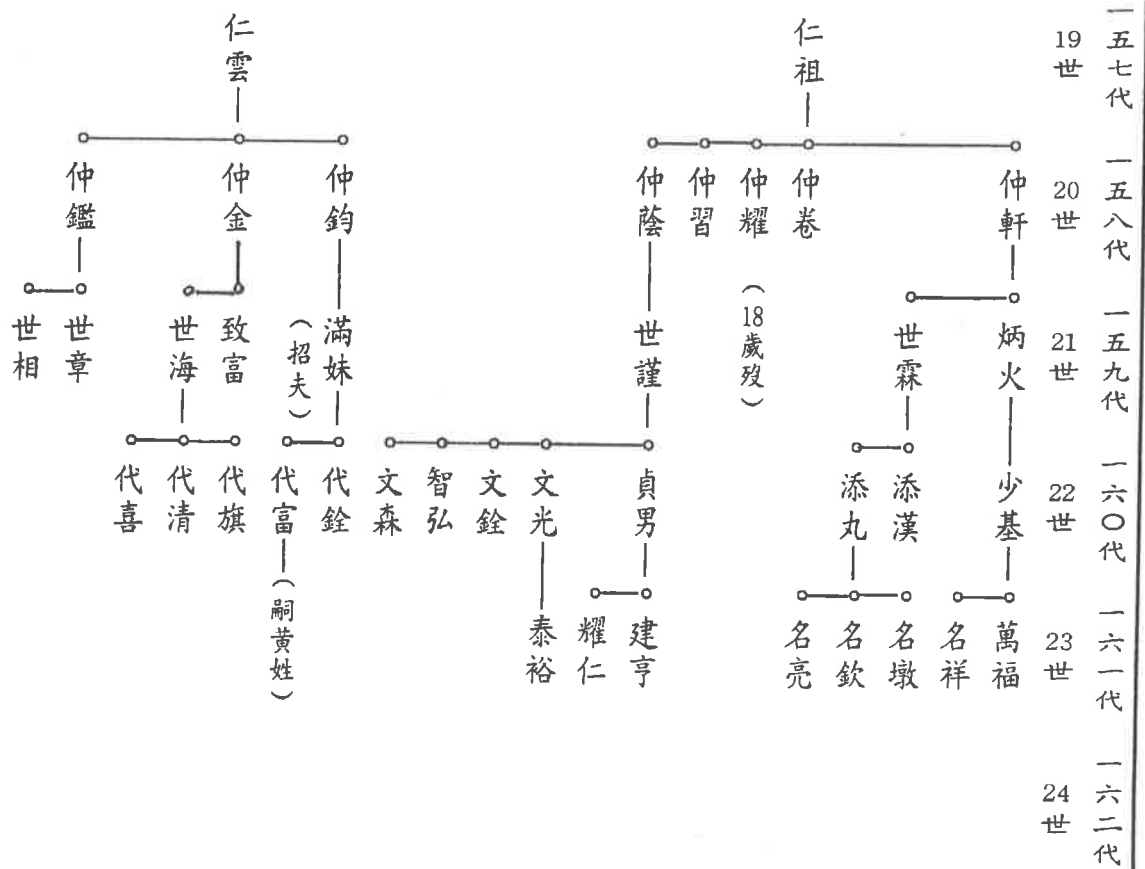 一五七代
19世
一五八代
20世
一五九代
21世
一六〇代
22世
一六一代
23世
一六二代
24世
仁祖
仲軒
仲卷
仲耀
仲習
仲蔭
炳火
世霖
(18歲歿)
世謹
少基
添漢
添丸
貞男
文光
文銓
智弘
文森
萬福
名祥
名墩
名欽
名亮
建亨
耀仁
泰裕
仁雲
仲鈞
仲金
仲鑑
滿妹
(招夫)
致富
世海
世章
世相
代銓
代富
代旗
代清
代喜
(嗣黃姓)